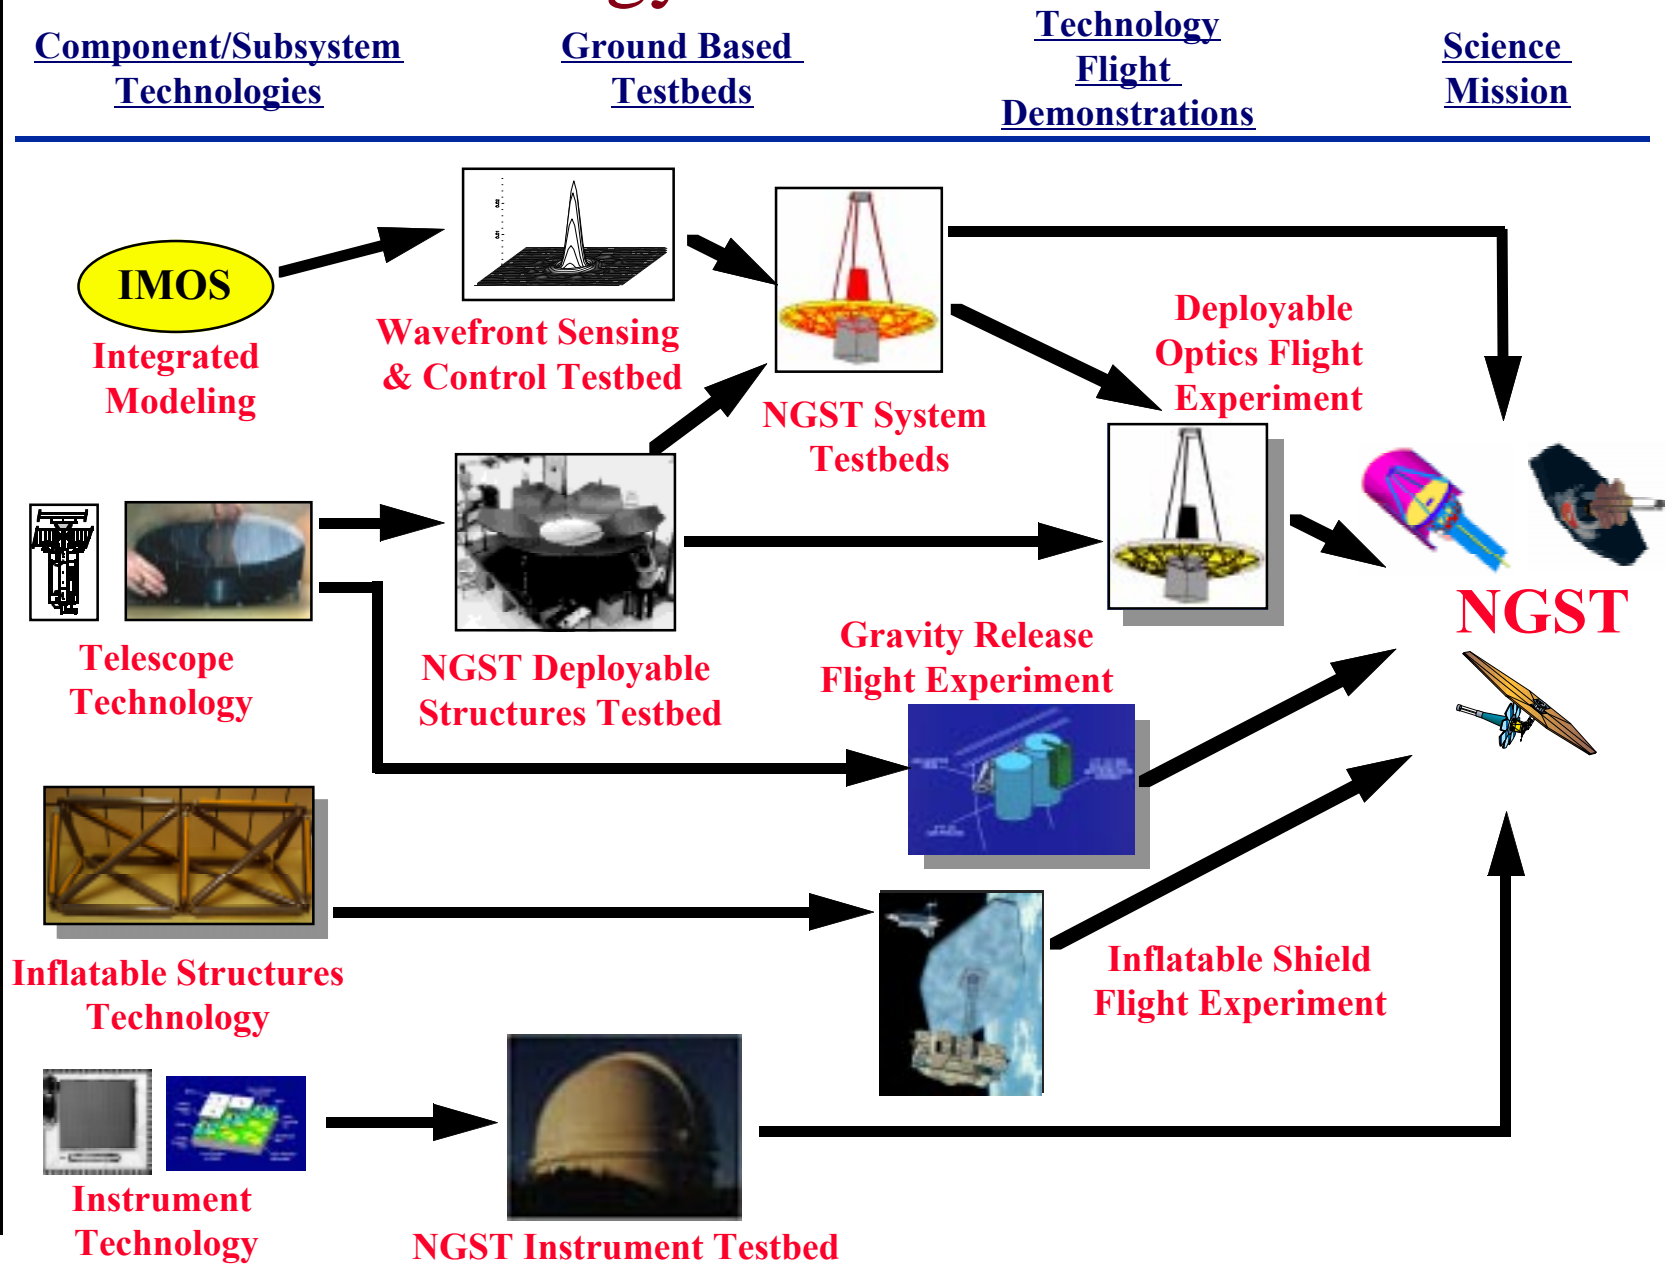 Component/Subsystem
Technologies
Ground Based
Testbeds
Technology
Flight
Demonstrations
Science
Mission
IMOS
Integrated
Modeling
Wavefront Sensing
& Control Testbed
NGST System
Testbeds
Deployable
Optics Flight
Experiment
NGST
Telescope
Technology
NGST Deployable
Structures Testbed
Gravity Release
Flight Experiment
Inflatable Structures
Technology
Inflatable Shield
Flight Experiment
Instrument
Technology
NGST Instrument Testbed